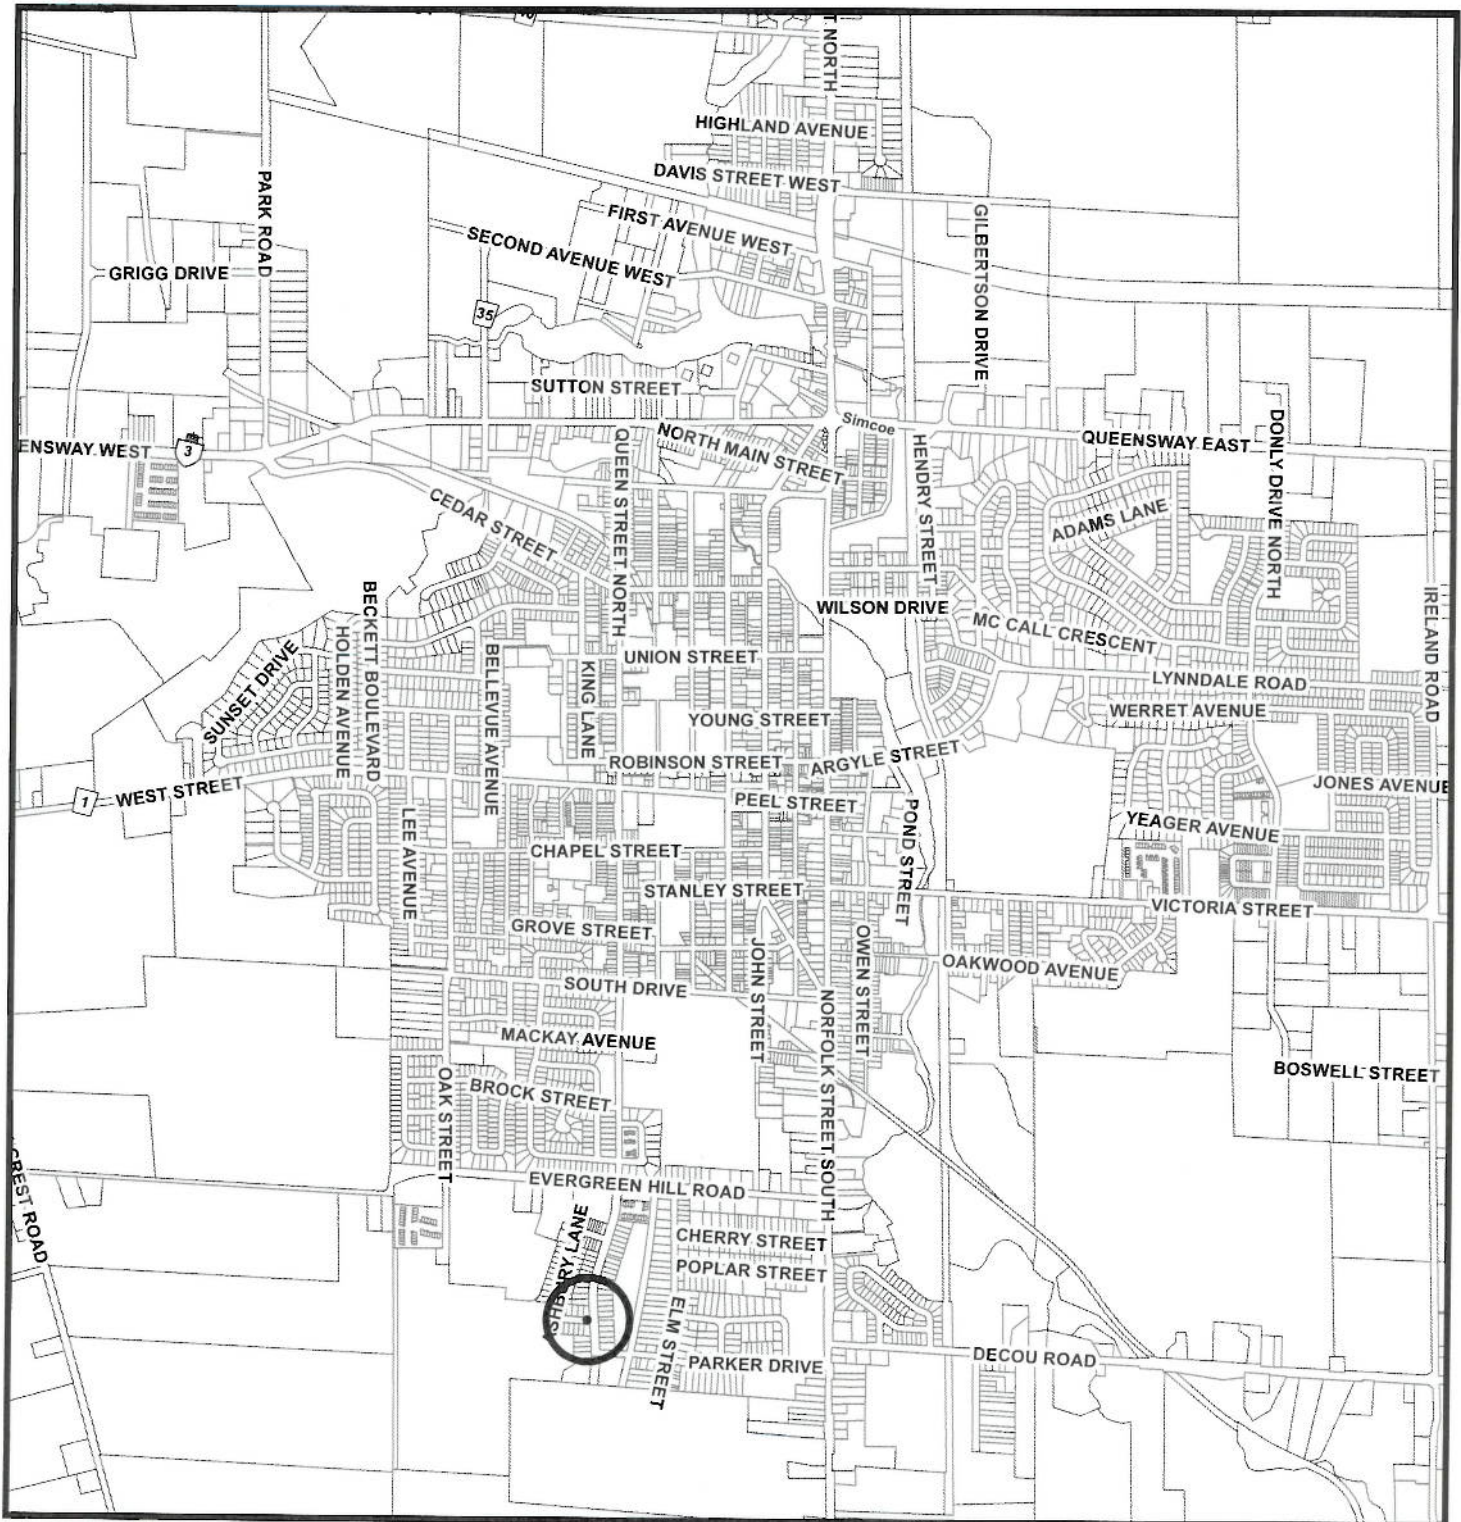 40
T NORTH
HIGHLAND AVENUE
DAVIS STREET WEST
PARK ROAD
FIRST AVENUE WEST
SECOND AVENUE WEST
GILBERTSON DRIVE
GRIGG DRIVE
35
SUTTON STREET
Simcoe
ENSWAY WEST
3
NORTH MAIN STREET
QUEENSWAY EAST
DONLY DRIVE NORTH
QUEEN STREET NORTH
HENDRY STREET
CEDAR STREET
ADAMS LANE
BECKETT BOULEVARD
WILSON DRIVE
MC CALL CRESCENT
IRELAND ROAD
HOLDEN AVENUE
SUNSET DRIVE
BELLEVUE AVENUE
KING LANE
UNION STREET
LYNNDALE ROAD
WERRET AVENUE
YOUNG STREET
ROBINSON STREET
ARGYLE STREET
WEST STREET
1
PEEL STREET
JONES AVENUE
LEE AVENUE
POND STREET
YEAGER AVENUE
CHAPEL STREET
STANLEY STREET
VICTORIA STREET
GROVE STREET
JOHN STREET
OWEN STREET
OAKWOOD AVENUE
SOUTH DRIVE
NORFOLK STREET SOUTH
MACKAY AVENUE
BOSWELL STREET
OAK STREET
BROCK STREET
CREST ROAD
EVERGREEN HILL ROAD
ASHBURY LANE
CHERRY STREET
POPLAR STREET
ELM STREET
PARKER DRIVE
DECOU ROAD